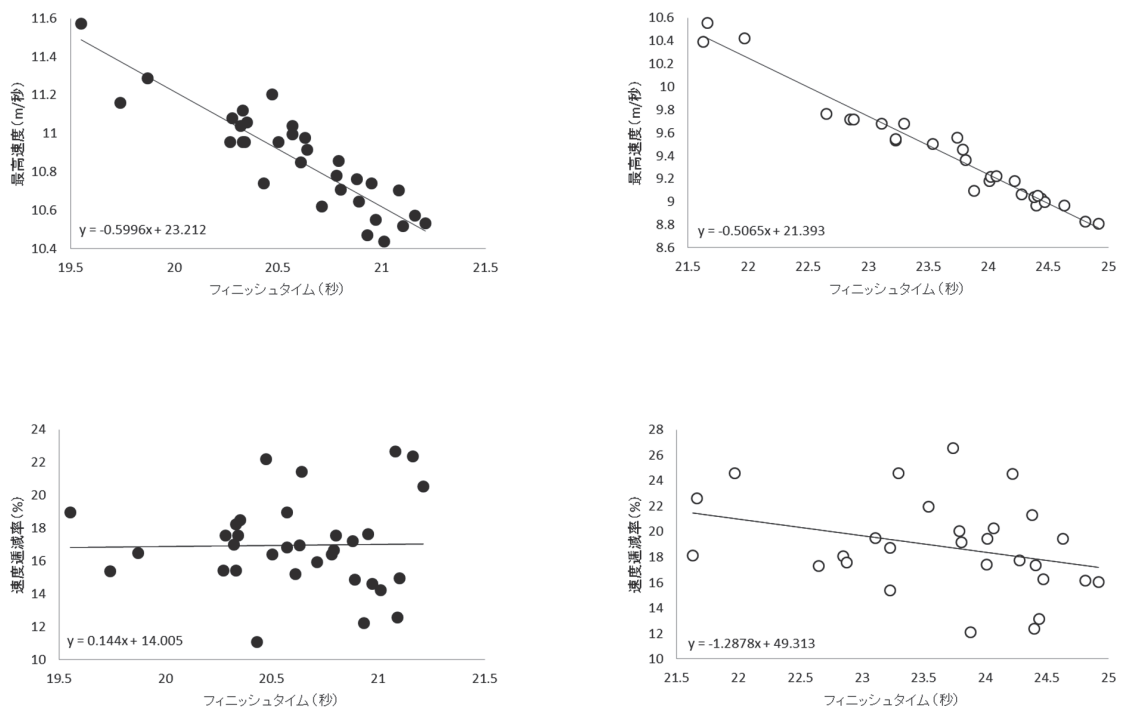 11.6
11.4
11.2
11
10.8
10.6
10.4
最高速度(m/秒)
y = -0.5996x + 23.212
19.5 20 20.5 21 21.5
フィニッシュタイム(秒)
10.6
10.4
10.2
10
9.8
9.6
9.4
9.2
9
8.8
8.6
最高速度(m/秒)
y = -0.5065x + 21.393
21.5 22 22.5 23 23.5 24 24.5 25
フィニッシュタイム(秒)
24
22
20
18
16
14
12
10
速度逓減率(%)
y = 0.144x + 14.005
19.5 20 20.5 21 21.5
フィニッシュタイム(秒)
28
26
24
22
20
18
16
14
12
10
速度逓減率(%)
y = -1.2878x + 49.313
21.5 22 22.5 23 23.5 24 24.5 25
フィニッシュタイム(秒)